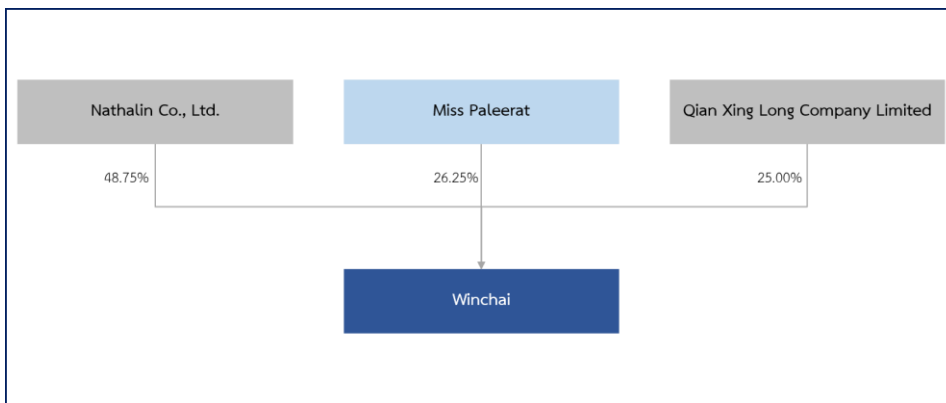 Nathalin Co., Ltd.
Miss Paleerat
Qian Xing Long Company Limited
48.75%
26.25%
25.00%
Winchai